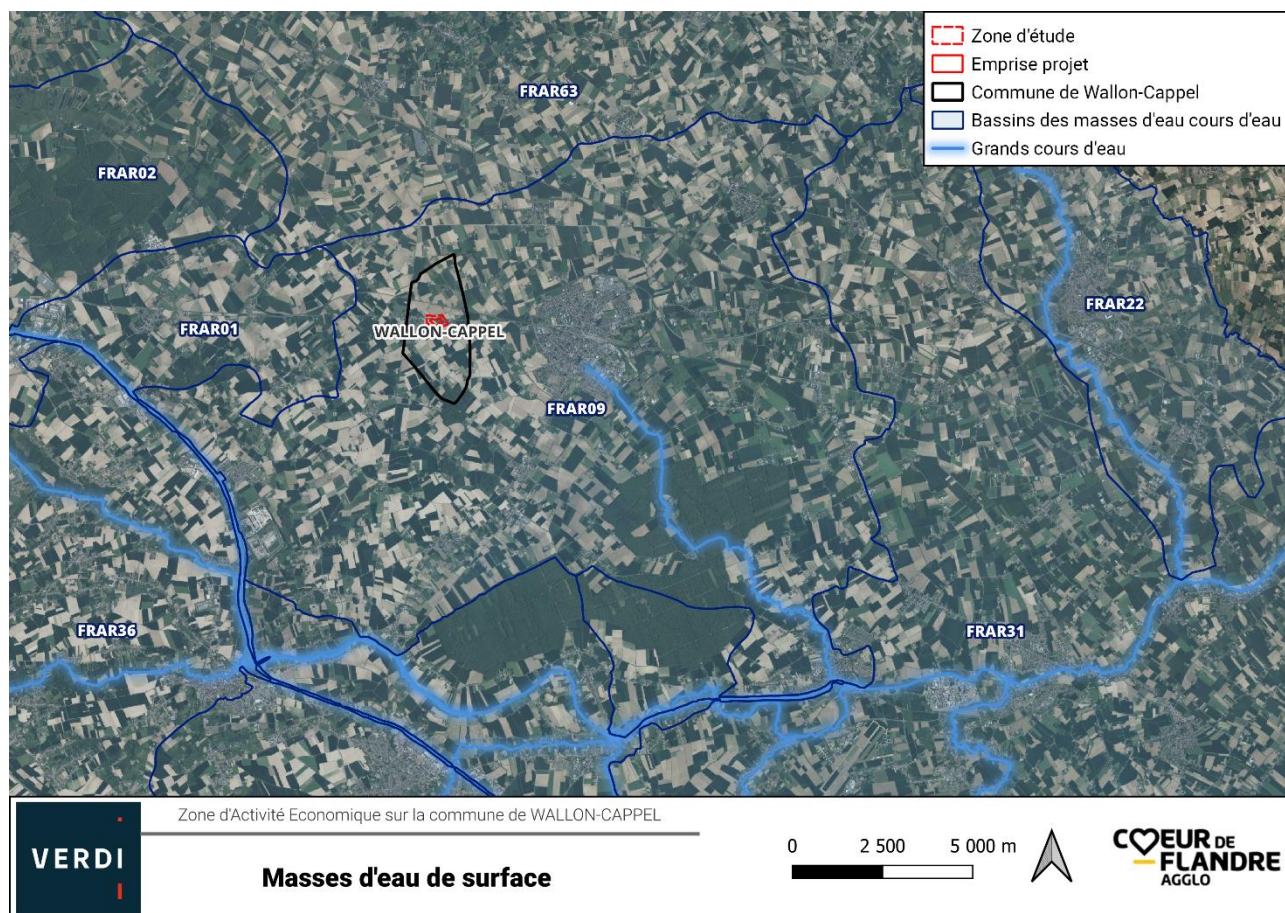 Zone d'étude
Emprise projet
Commune de Wallon-Cappel
Bassins des masses d'eau cours d'eau
Grands cours d'eau
FRAR63
FRAR02
FRAR22
FRAR01
WALLON-CAPPEL
FRAR09
FRAR36
FRAR31
Zone d'Activité Economique sur la commune de WALLON-CAPPEL
Masses d'eau de surface
VERDI
0 2 500 5 000 m
CŒUR DE
FLANDRE
AGGLO